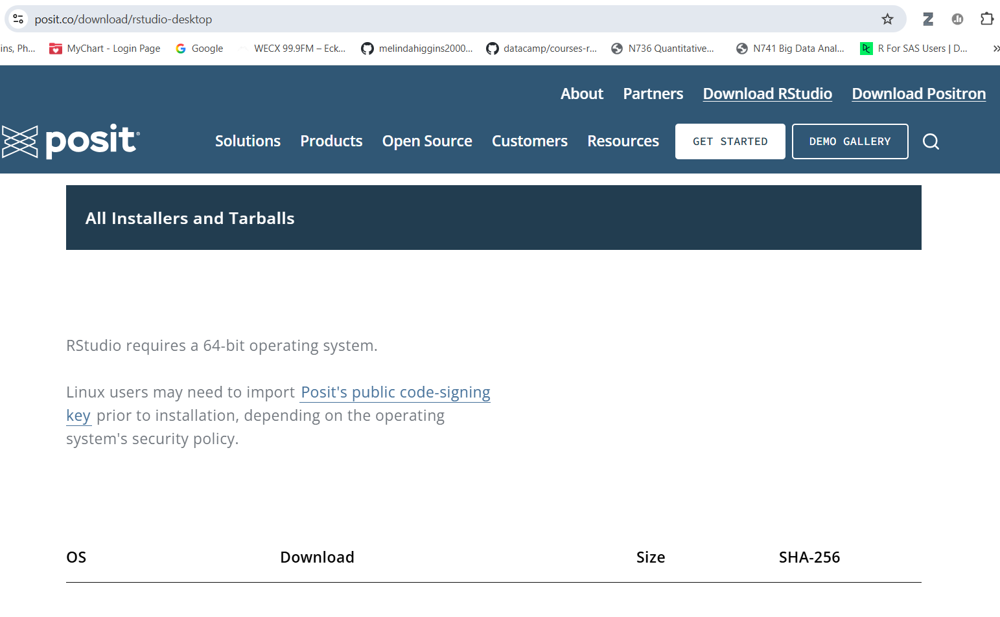 posit.co/download/rstudio-desktop
ins, Ph... MyChart - Login Page Google WECX 99.9FM – Eck... melindahiggins2000... datacamp/courses-r... N736 Quantitative... N741 Big Data Anal... R For SAS Users | D... »
About Partners Download RStudio Download Positron
posit® Solutions Products Open Source Customers Resources GET STARTED DEMO GALLERY
All Installers and Tarballs
RStudio requires a 64-bit operating system.
Linux users may need to import Posit's public code-signing
key prior to installation, depending on the operating
system's security policy.
OS Download Size SHA-256